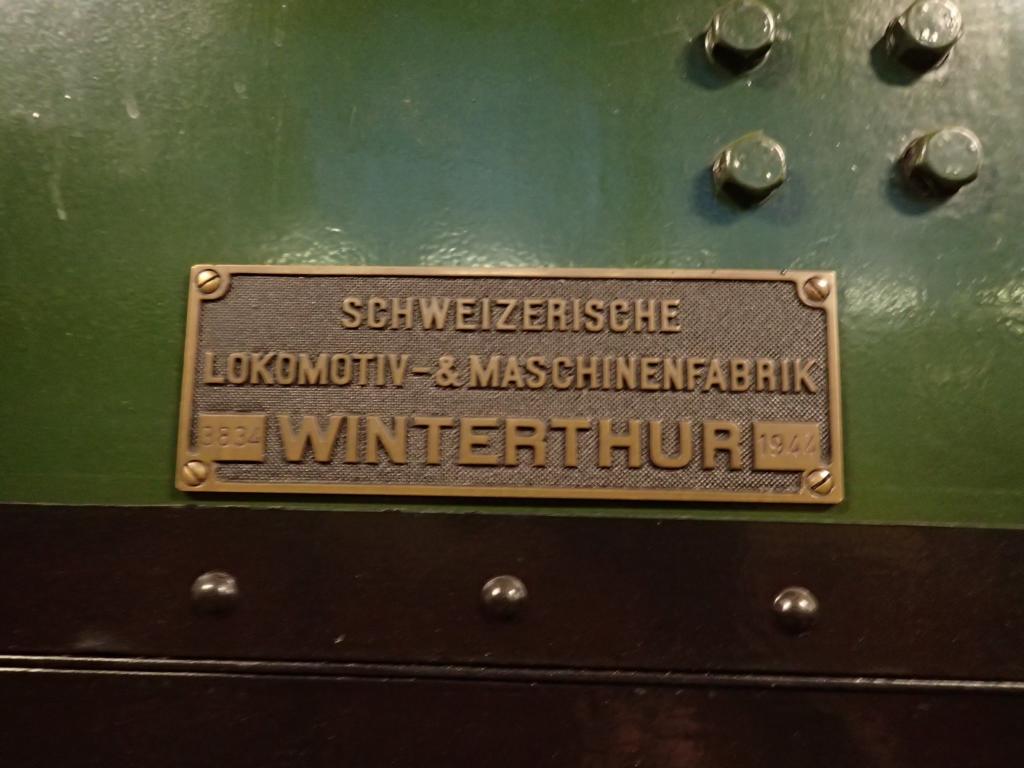 SCHWEIZERISCHE
LOKOMOTIV-&MASCHINENFABRIK
3834 WINTERTHUR 1944